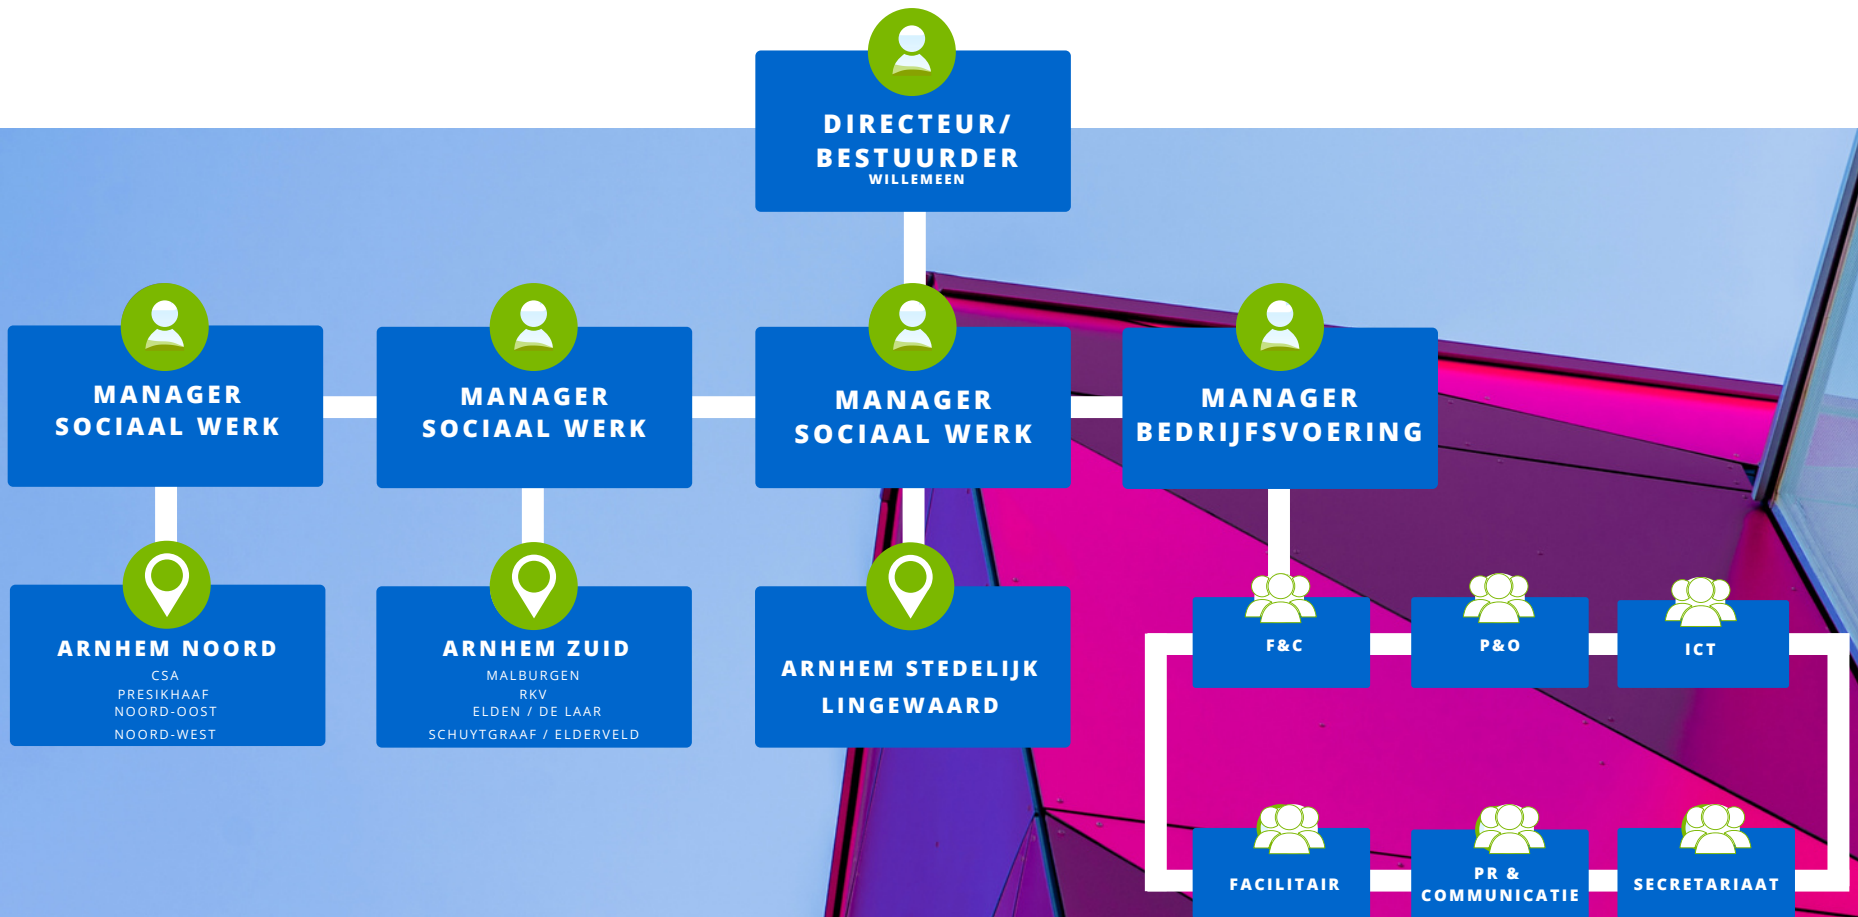 DIRECTEUR/
BESTUURDER
WILLEMEEN
MANAGER
SOCIAAL WERK
MANAGER
SOCIAAL WERK
MANAGER
SOCIAAL WERK
MANAGER
BEDRIJFSVOERING
ARNHEM NOORD
CSA
PRESIKHAAF
NOORD-OOST
NOORD-WEST
ARNHEM ZUID
MALBURGEN
RKV
ELDEN / DE LAAR
SCHUYTGRAAF / ELDERVELD
ARNHEM STEDELIJK
LINGEWAARD
F&C
P&O
ICT
FACILITAIR
PR &
COMMUNICATIE
SECRETARIAAT